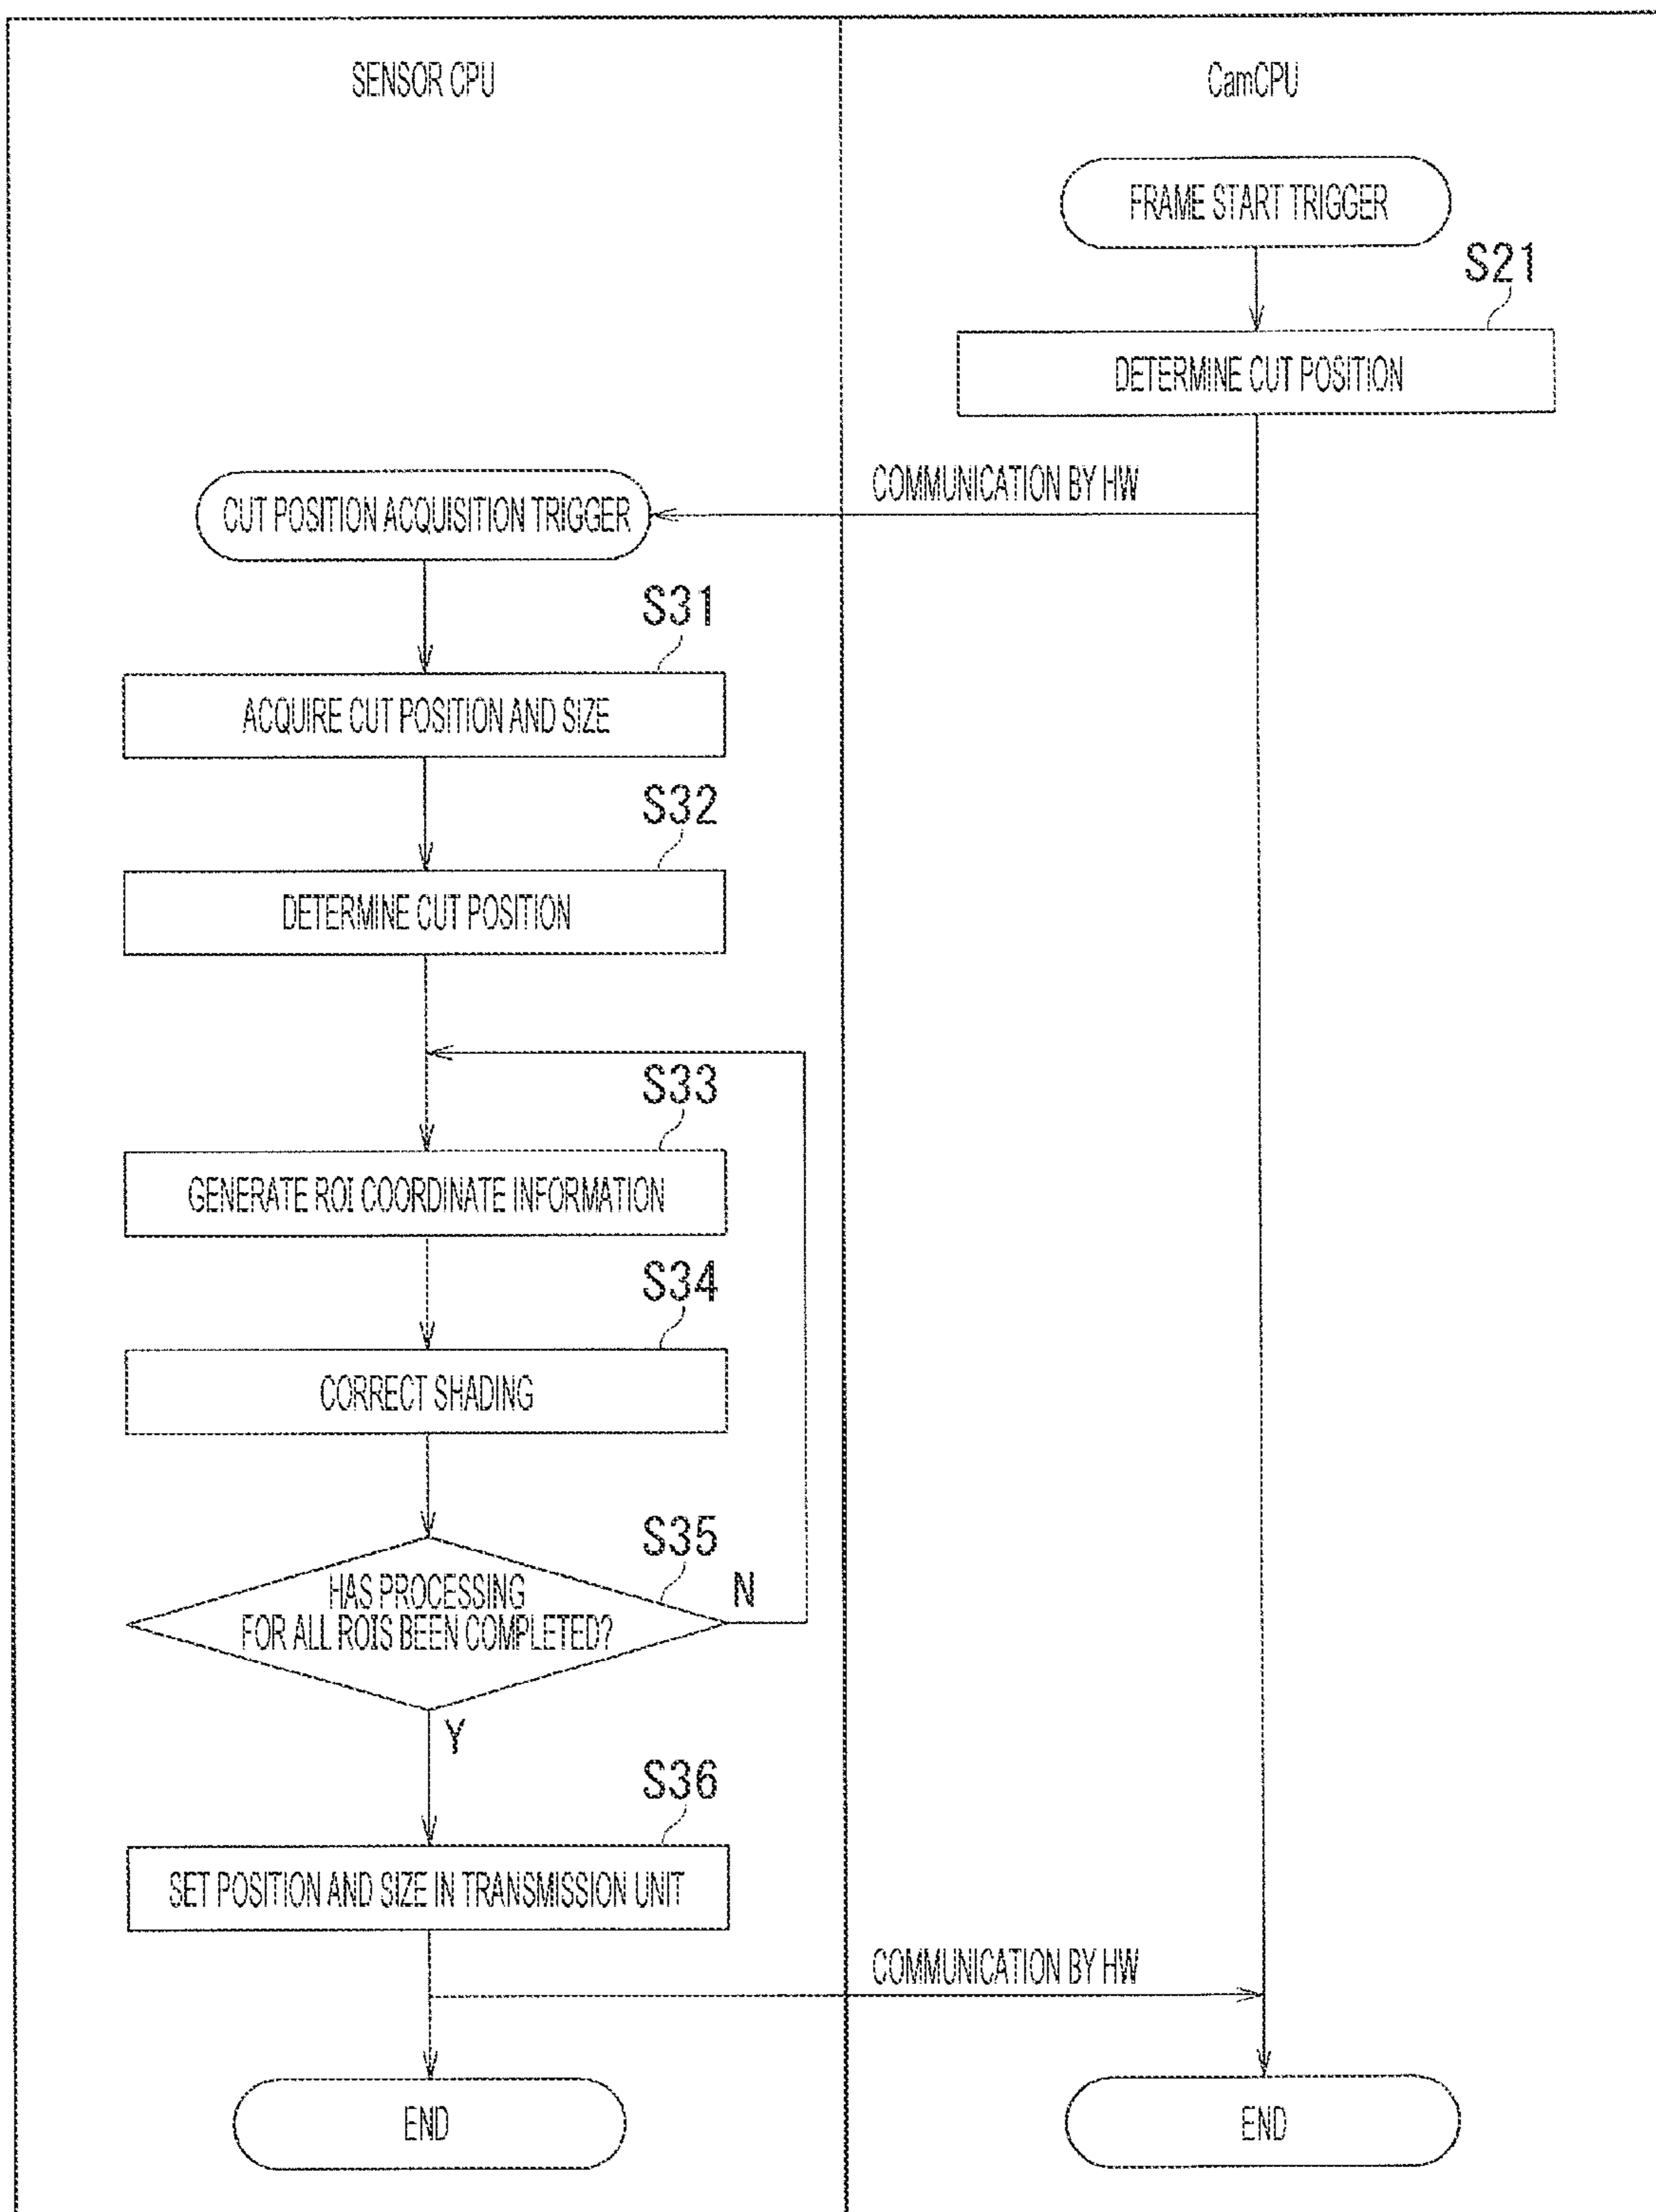 SENSOR CPU
CamCPU
FRAME START TRIGGER
S21
DETERMINE CUT POSITION
COMMUNICATION BY HW
CUT POSITION ACQUISITION TRIGGER
S31
ACQUIRE CUT POSITION AND SIZE
S32
DETERMINE CUT POSITION
S33
GENERATE ROI COORDINATE INFORMATION
S34
CORRECT SHADING
S35
HAS PROCESSING
FOR ALL ROIS BEEN COMPLETED?
N
Y
S36
SET POSITION AND SIZE IN TRANSMISSION UNIT
COMMUNICATION BY HW
END
END